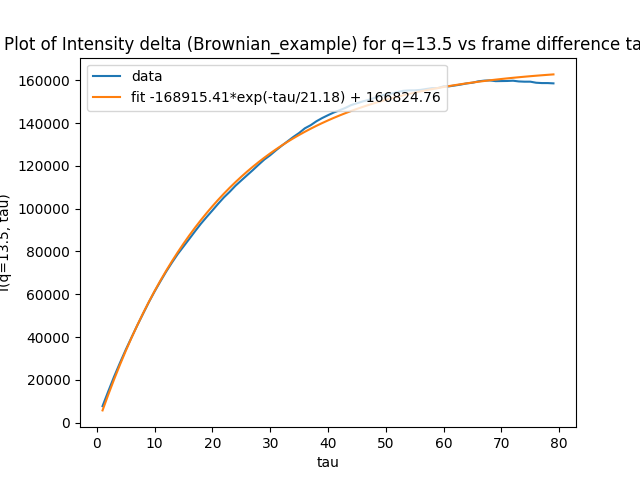 Plot of Intensity delta (Brownian_example) for q=13.5 vs frame difference ta
data
fit -168915.41*exp(-tau/21.18) + 166824.76
160000
140000
120000
100000
80000
60000
40000
20000
0
I(q=13.5, tau)
0 10 20 30 40 50 60 70 80
tau